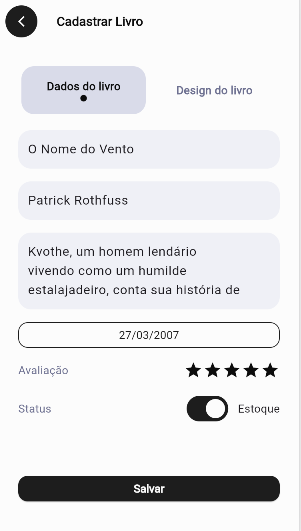 Cadastrar Livro
Dados do livro
Design do livro
O Nome do Vento
Patrick Rothfuss
Kvothe, um homem lendário
vivendo como um humilde
estalajadeiro, conta sua história de
27/03/2007
Avaliação
Status
Estoque
Salvar